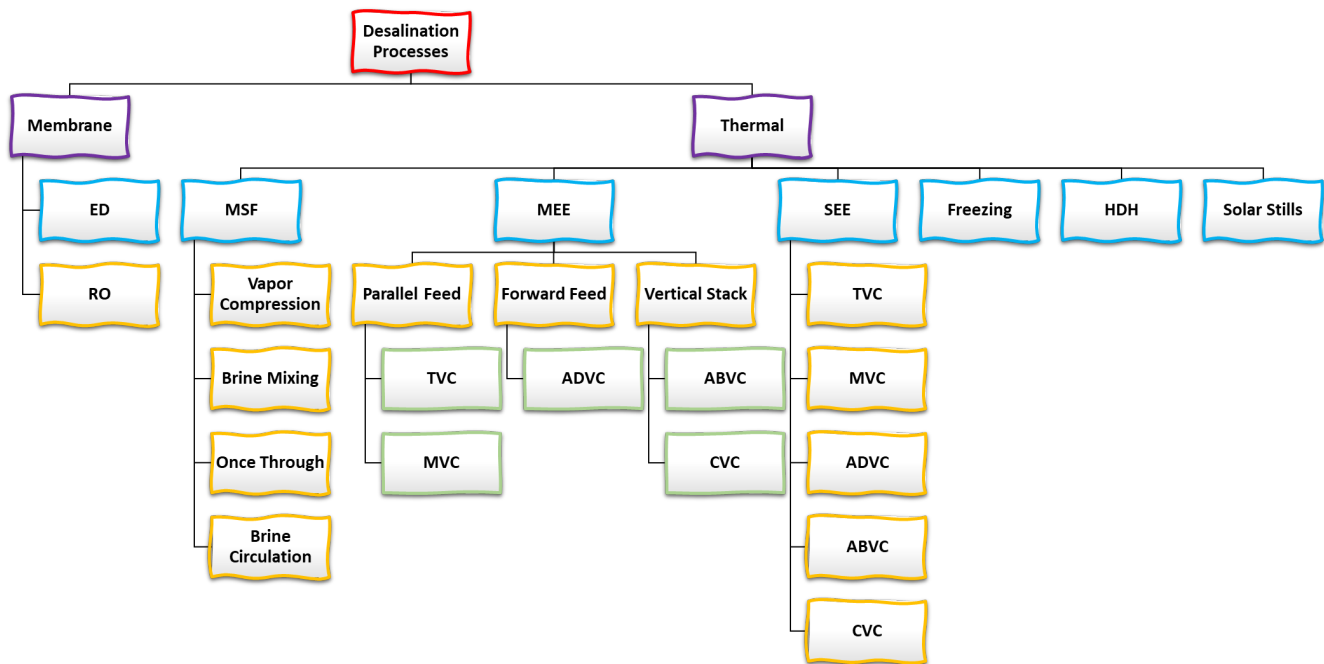 Desalination
Processes
Membrane
Thermal
ED
MSF
MEE
SEE
Freezing
HDH
Solar Stills
RO
Vapor
Compression
Parallel Feed
Forward Feed
Vertical Stack
TVC
Brine Mixing
TVC
ADVC
ABVC
MVC
Once Through
MVC
CVC
ADVC
Brine
Circulation
ABVC
CVC